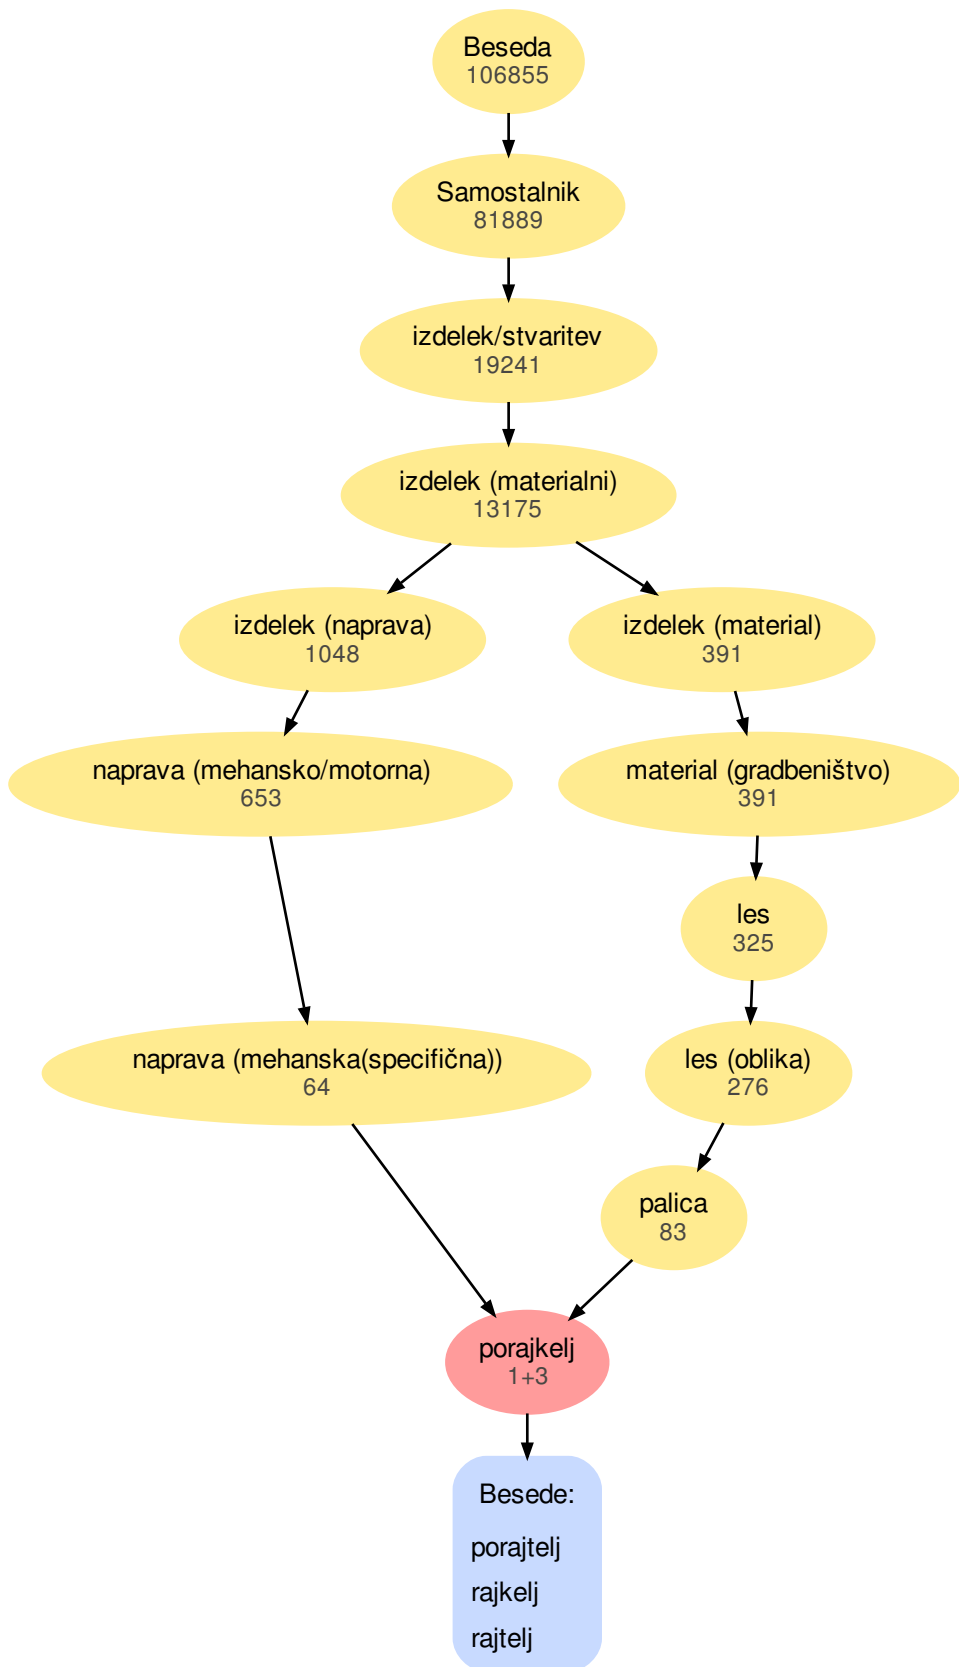 Beseda
106855
Samostalnik
81889
izdelek/stvaritev
19241
izdelek (materialni)
13175
izdelek (naprava)
1048
izdelek (material)
391
naprava (mehansko/motorna)
653
material (gradbeništvo)
391
les
325
naprava (mehanska(specifična))
64
les (oblika)
276
palica
83
porajkelj
1+3
Besede:
porajtelj
rajkelj
rajtelj